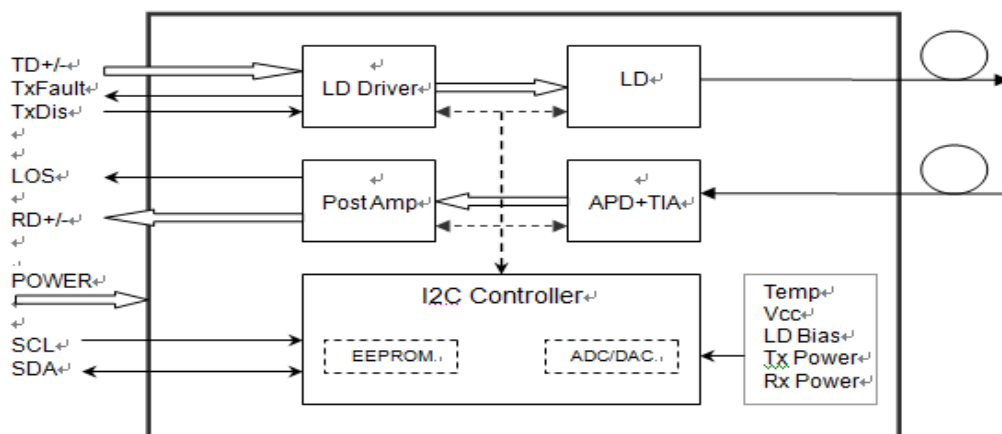 TD+/-
TxFault
TxDis
LOS
RD+/-
POWER
SCL
SDA
LD Driver
LD
Post Amp
APD+TIA
I2C Controller
EEPROM.
ADC/DAC.
Temp
Vcc
LD Bias
Tx Power
Rx Power